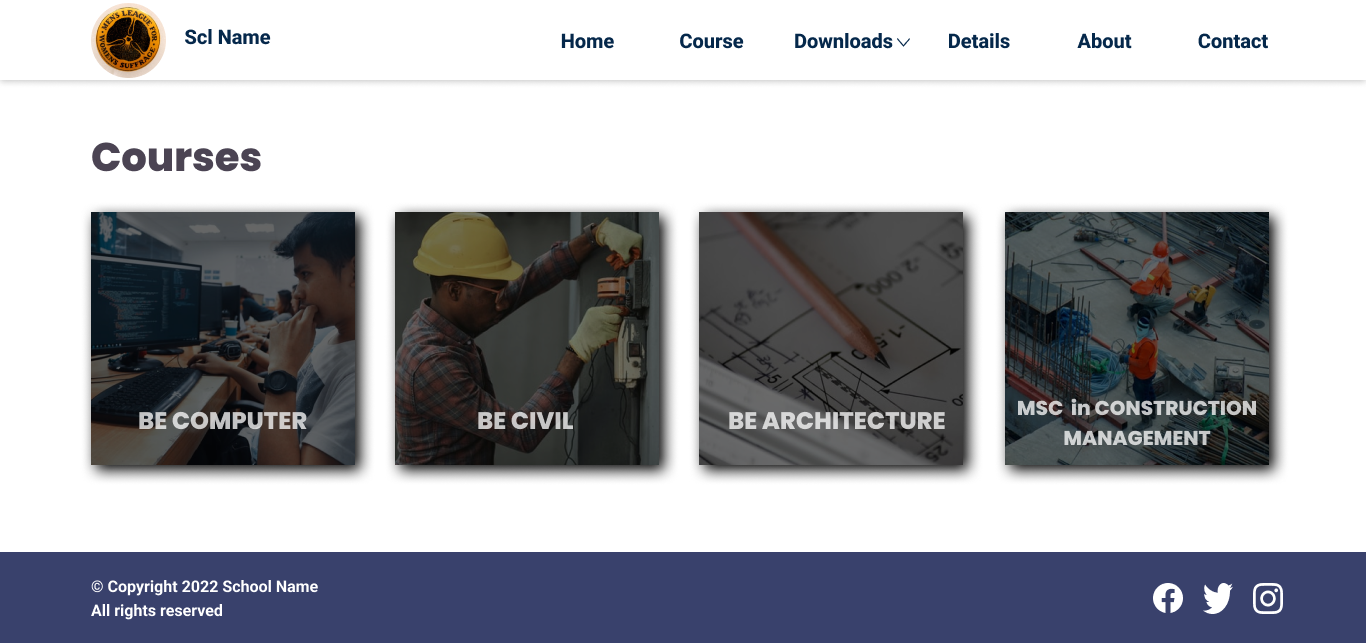 MEN'S LEAGUE FOR
WOMEN'S SUFFRAGE
Scl Name
Home
Course
Downloads
Details
About
Contact
Courses
BE COMPUTER
BE CIVIL
BE ARCHITECTURE
MSC in CONSTRUCTION
MANAGEMENT
© Copyright 2022 School Name
All rights reserved